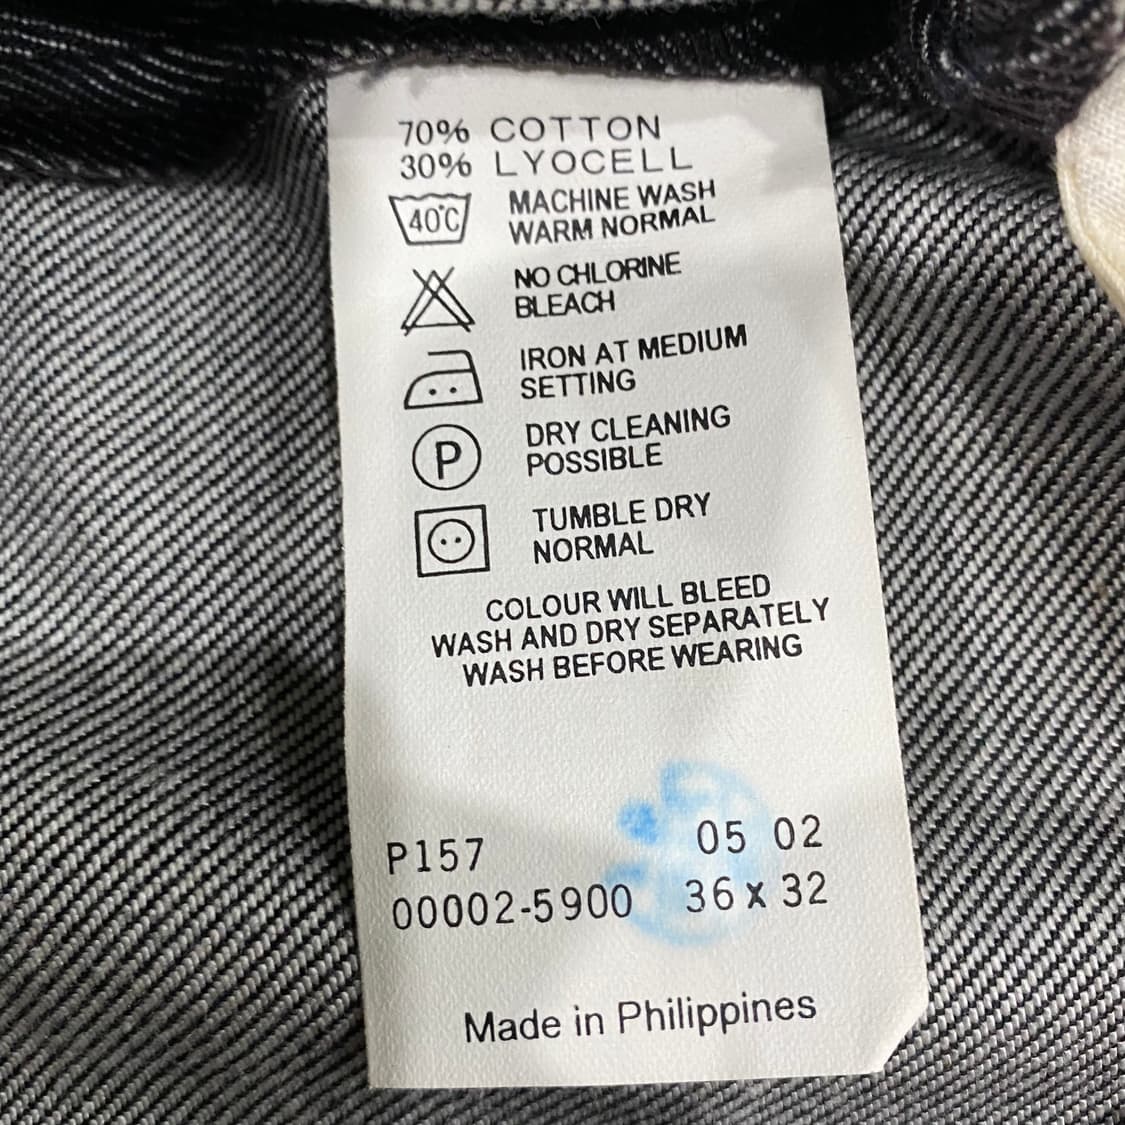 70% COTTON
30% LYOCELL
40°C MACHINE WASH
WARM NORMAL
NO CHLORINE
BLEACH
IRON AT MEDIUM
SETTING
P DRY CLEANING
POSSIBLE
TUMBLE DRY
NORMAL
COLOUR WILL BLEED
WASH AND DRY SEPARATELY
WASH BEFORE WEARING
P157 05 02
00002-5900 36 x 32
Made in Philippines